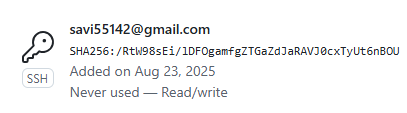 savi55142@gmail.com
SHA256:/RtW98sEi/1DFOgamfgZTGaZdJaRAVJ0cxTyUt6nBOU
SSH
Added on Aug 23, 2025
Never used — Read/write